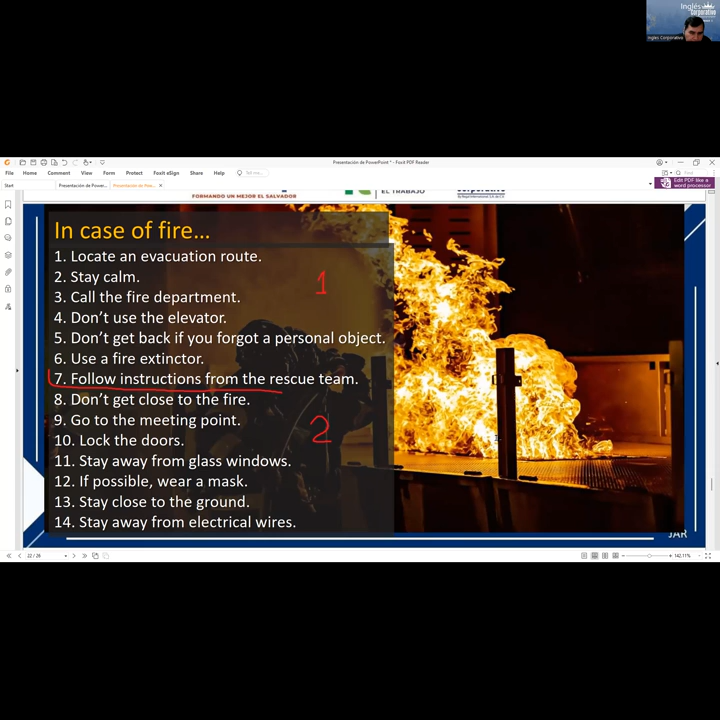 Inglés
Corporativo
Inglés Corporativo
Presentación de PowerPoint * - Foxit PDF Reader
File Home Comment View Form Protect Foxit eSign Share Help Tell me...
Find
Start Presentación de Power... Presentación de Pow...
Edit PDF like a
word processor
FORMANDO UN MEJOR EL SALVADOR
EL TRABAJO
In case of fire...
1. Locate an evacuation route.
2. Stay calm.
3. Call the fire department.
4. Don't use the elevator.
5. Don't get back if you forgot a personal object.
6. Use a fire extinctor.
7. Follow instructions from the rescue team.
8. Don't get close to the fire.
9. Go to the meeting point.
10. Lock the doors.
11. Stay away from glass windows.
12. If possible, wear a mask.
13. Stay close to the ground.
14. Stay away from electrical wires.
1
2
JAR
22 / 26
142,11%